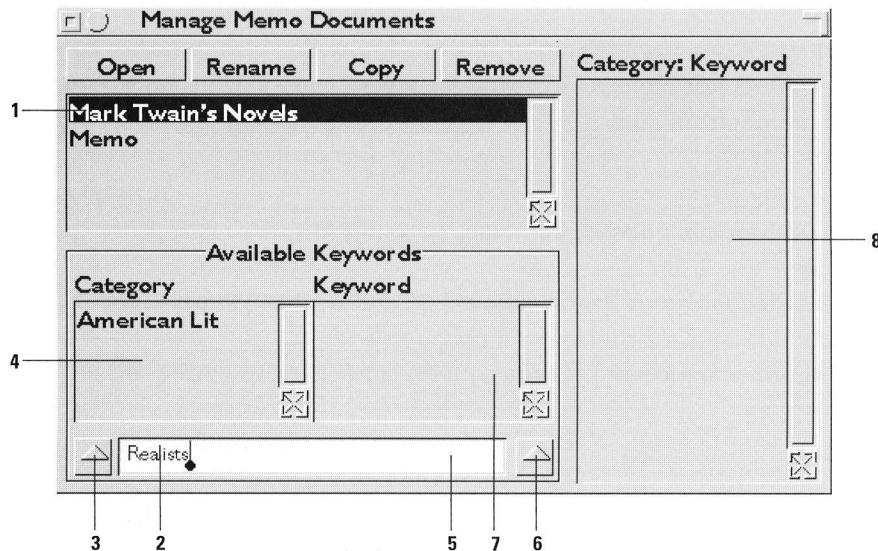 Manage Memo Documents
Open Rename Copy Remove
Category: Keyword
1
Mark Twain's Novels
Memo
8
Available Keywords
Category Keyword
American Lit
4
Realists
3 2 5 7 6